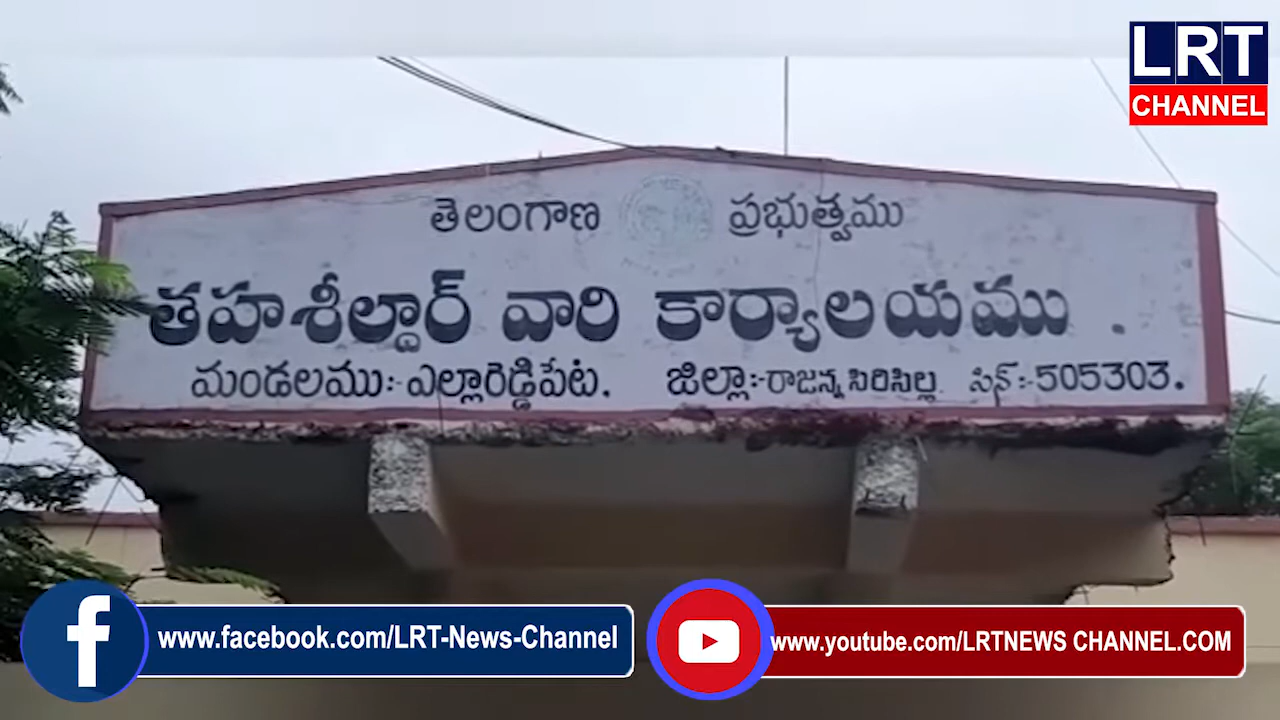 LRT
CHANNEL
తెలంగాణ ప్రభుత్వము
తహశీల్దార్ వారి కార్యాలయము .
మండలము:- ఎల్లారెడ్డిపేట. జిల్లా:- రాజన్న సిరిసిల్ల పిన్:- 505303.
www.facebook.com/LRT-News-Channel
www.youtube.com/LRTNEWS CHANNEL.COM